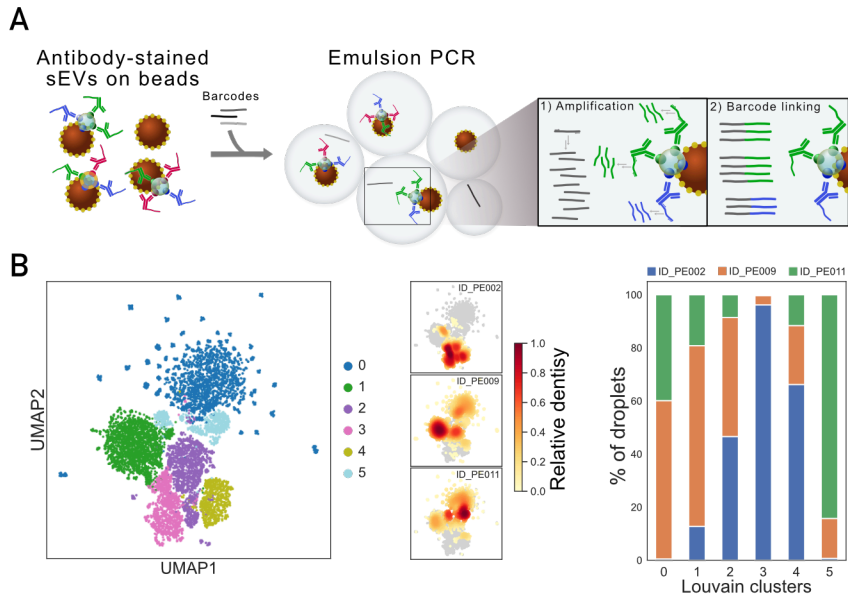 A
Antibody-stained
sEVs on beads
Barcodes
Emulsion PCR
1) Amplification
2) Barcode linking
B
UMAP2
UMAP1
0
1
2
3
4
5
ID_PE002
ID_PE009
ID_PE011
1.0
0.8
0.6
0.4
0.2
0.0
Relative dentisy
ID_PE002 ID_PE009 ID_PE011
100
80
60
40
20
0
% of droplets
0 1 2 3 4 5
Louvain clusters